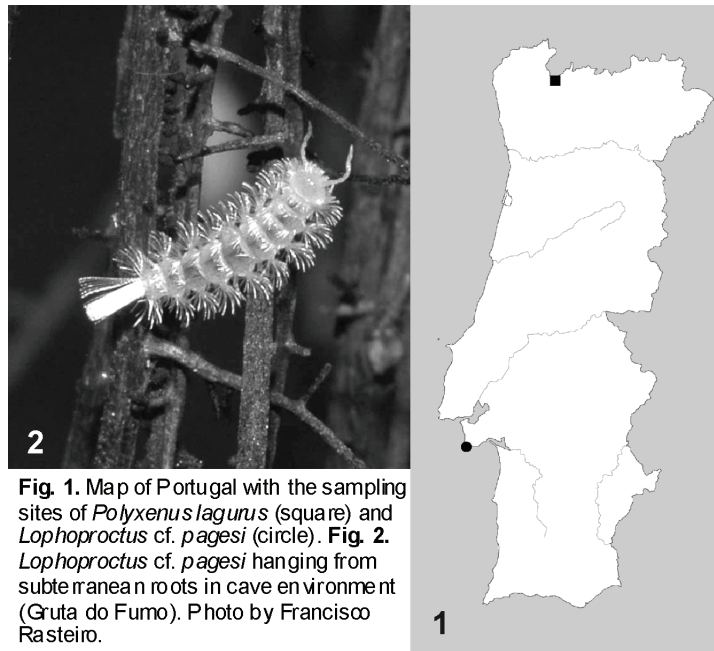 2
Fig. 1. Map of Portugal with the sampling
sites of Polyxenus lagurus (square) and
Lophoproctus cf. pagesi (circle). Fig. 2.
Lophoproctus cf. pagesi hanging from
subterranean roots in cave environment
(Gruta do Fumo). Photo by Francisco
Rasteiro.
1